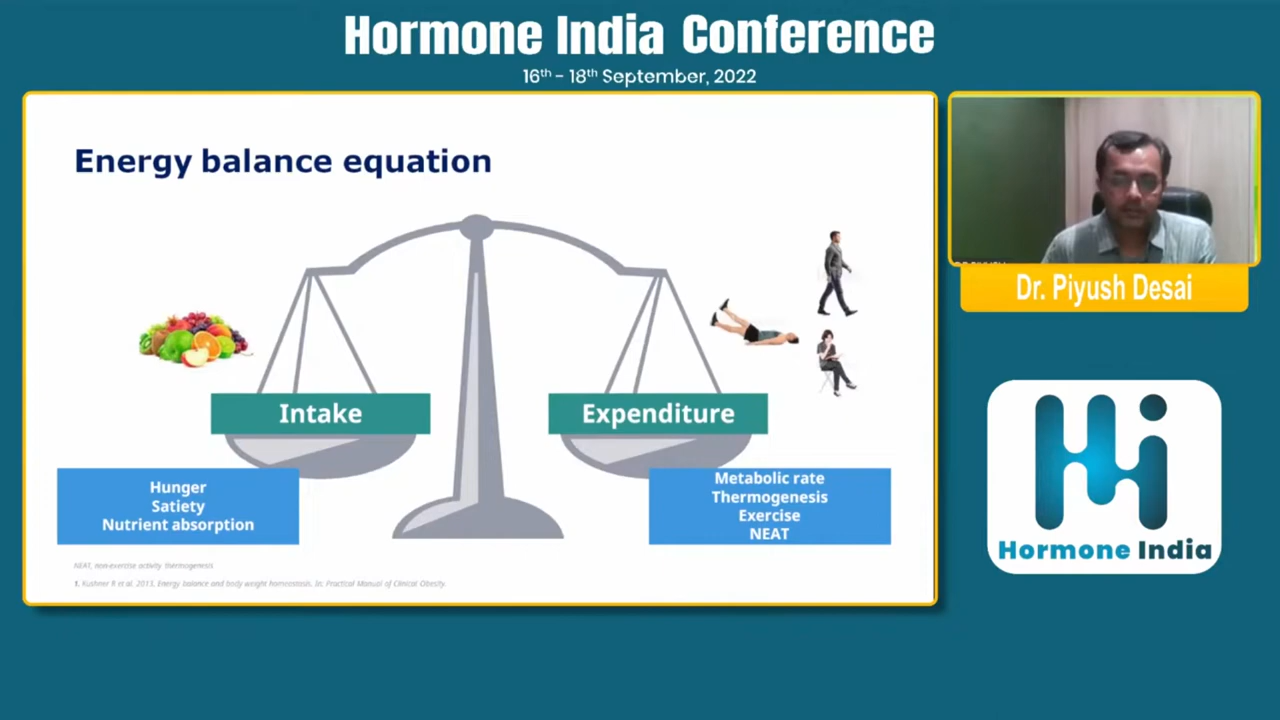 Hormone India Conference
16th - 18th September, 2022
Energy balance equation
Intake
Expenditure
Hunger
Satiety
Nutrient absorption
Metabolic rate
Thermogenesis
Exercise
NEAT
NEAT, non-exercise activity thermogenesis
1. Kushner R et al. 2013, Energy balance and body weight homeostasis. In: Practical Manual of Clinical Obesity.
Dr. Piyush Desai
Hi
Hormone India